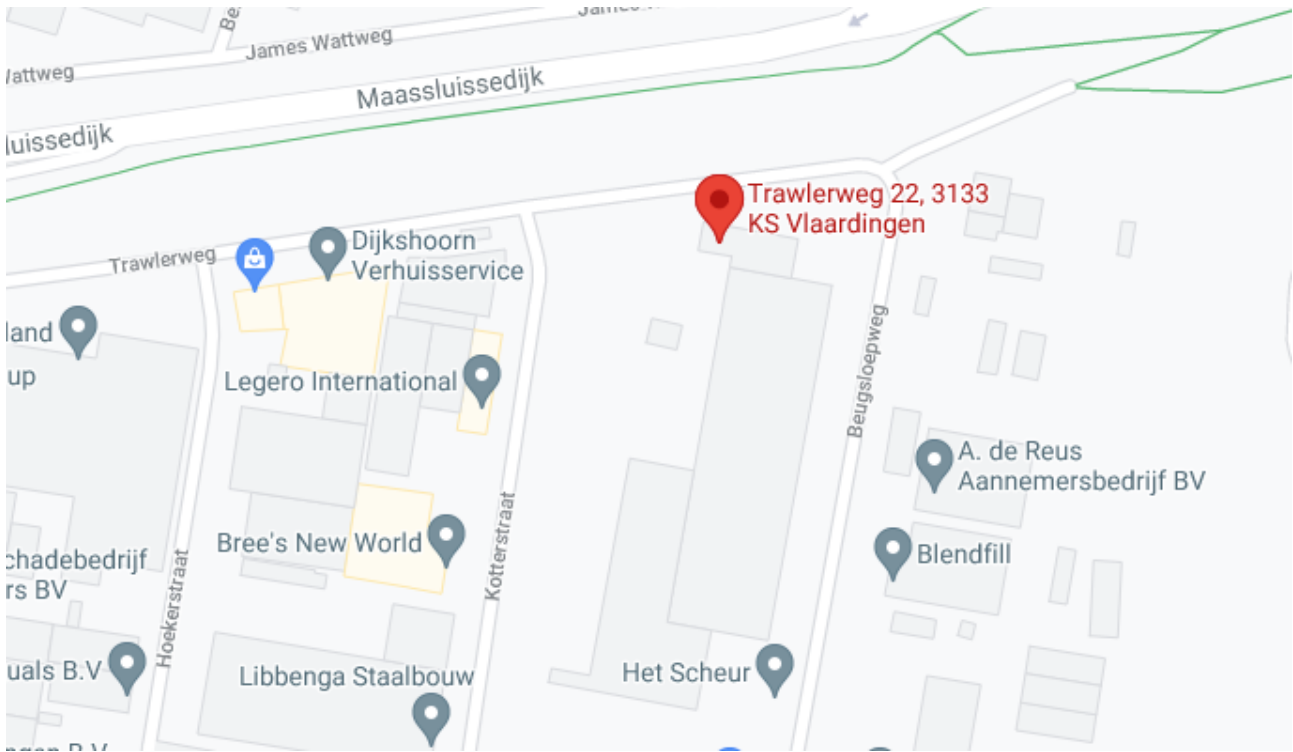 James Wattweg
Wattweg
Maassluissedijk
luissedijk
Trawlerweg 22, 3133
KS Vlaardingen
Dijkshoorn
Verhuisservice
Trawlerweg
land
up
Legero International
Beugsloepweg
A. de Reus
Aannemersbedrijf BV
Bree's New World
Kotterstraat
Blendfill
chadebedrijf
rs BV
Hoekerstraat
uals B.V
Libbenga Staalbouw
Het Scheur